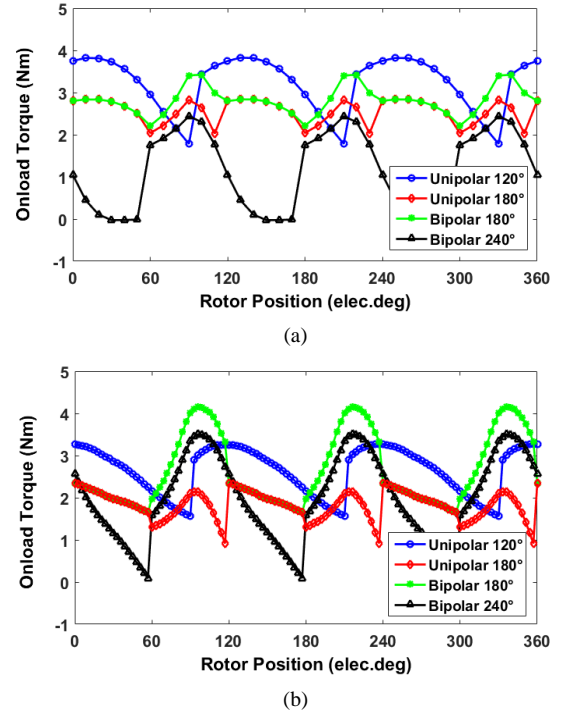 5
4
3
2
1
0
-1
Onload Torque (Nm)
Unipolar 120°
Unipolar 180°
Bipolar 180°
Bipolar 240°
0 60 120 180 240 300 360
Rotor Position (elec.deg)
(a)
5
4
3
2
1
0
-1
Onload Torque (Nm)
Unipolar 120°
Unipolar 180°
Bipolar 180°
Bipolar 240°
0 60 120 180 240 300 360
Rotor Position (elec.deg)
(b)